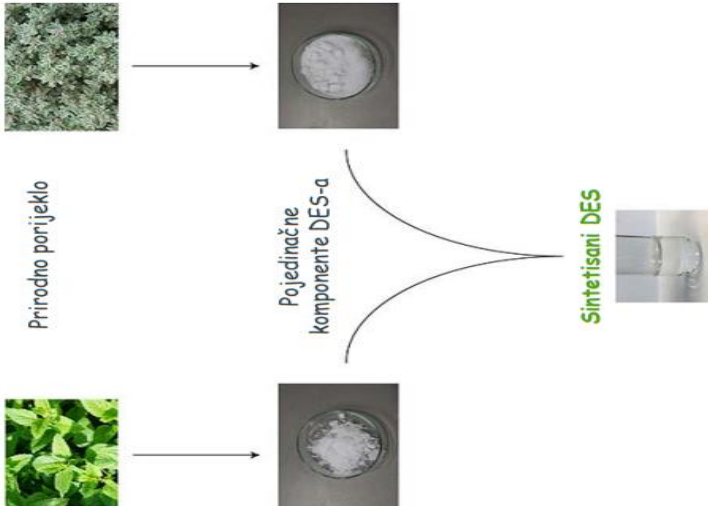 Prirodno porijeklo
Pojedinačne
komponente DES-a
Sintetisani DES